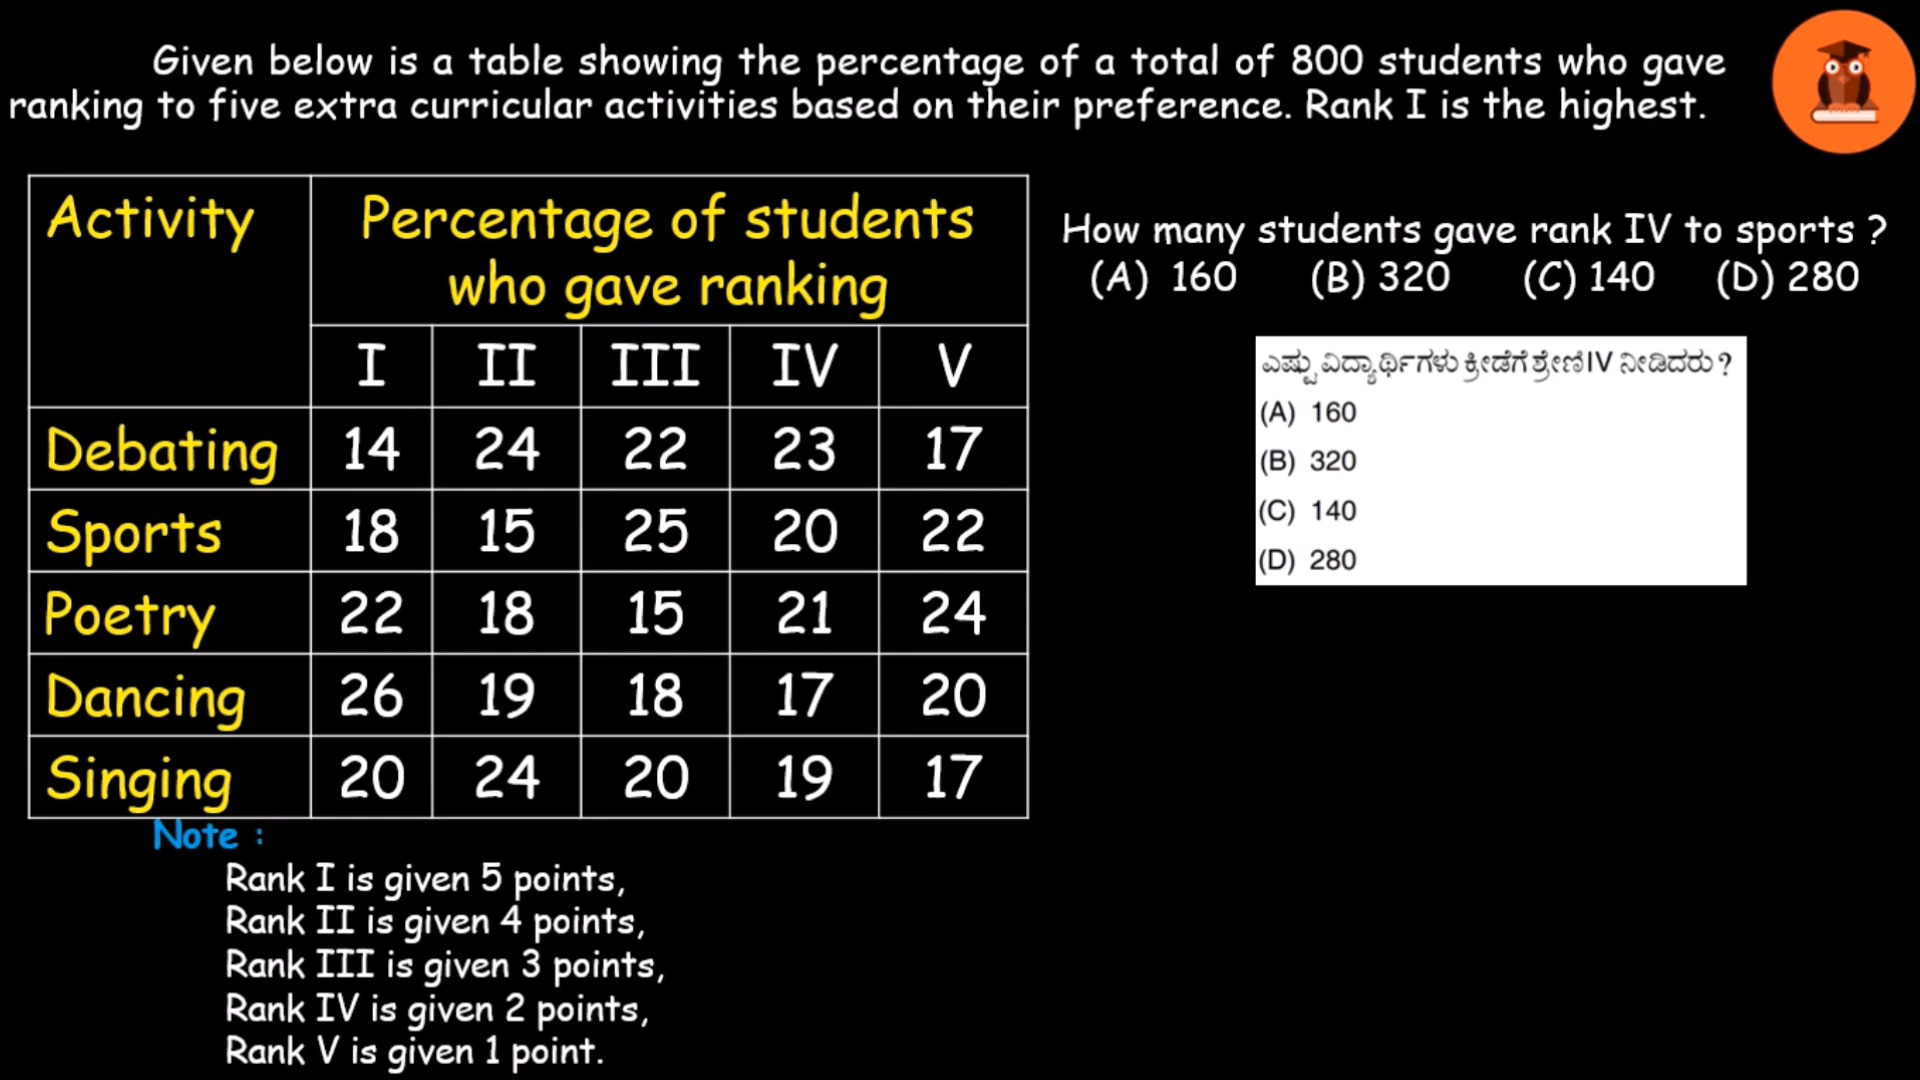 Given below is a table showing the percentage of a total of 800 students who gave
ranking to five extra curricular activities based on their preference. Rank I is the highest.
Activity Percentage of students
who gave ranking
I II III IV V
Debating 14 24 22 23 17
Sports 18 15 25 20 22
Poetry 22 18 15 21 24
Dancing 26 19 18 17 20
Singing 20 24 20 19 17
Note :
Rank I is given 5 points,
Rank II is given 4 points,
Rank III is given 3 points,
Rank IV is given 2 points,
Rank V is given 1 point.
How many students gave rank IV to sports ?
(A) 160 (B) 320 (C) 140 (D) 280
ಎಷ್ಟು ವಿದ್ಯಾರ್ಥಿಗಳು ಕ್ರೀಡೆಗೆ ಶ್ರೇಣಿ IV ನೀಡಿದರು ?
(A) 160
(B) 320
(C) 140
(D) 280